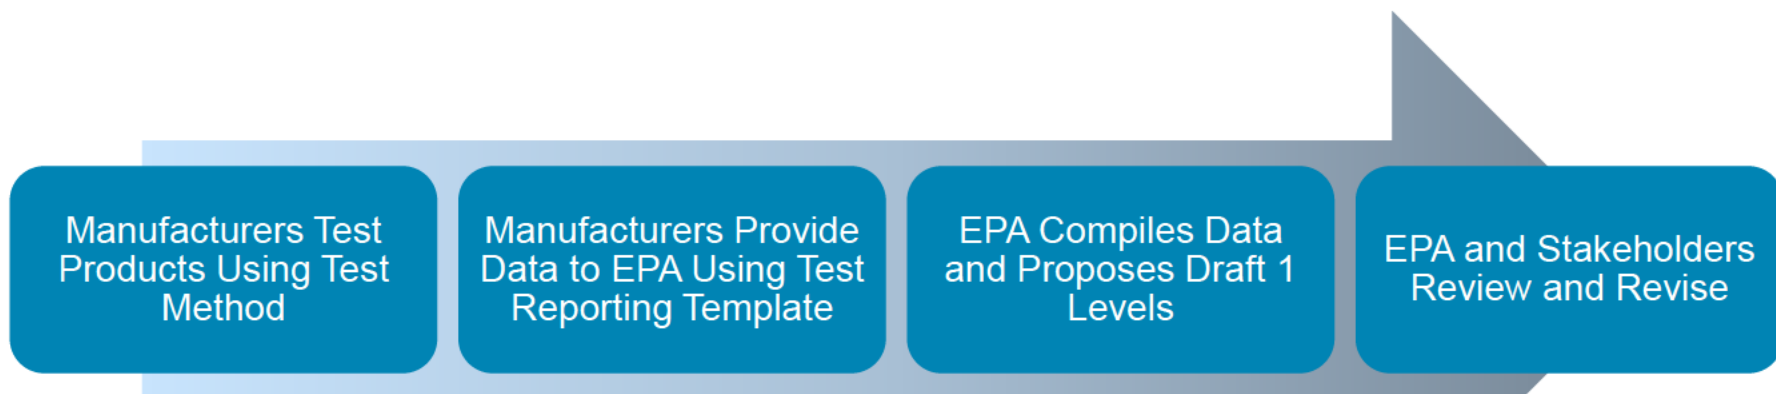 Manufacturers Test
Products Using Test
Method
Manufacturers Provide
Data to EPA Using Test
Reporting Template
EPA Compiles Data
and Proposes Draft 1
Levels
EPA and Stakeholders
Review and Revise